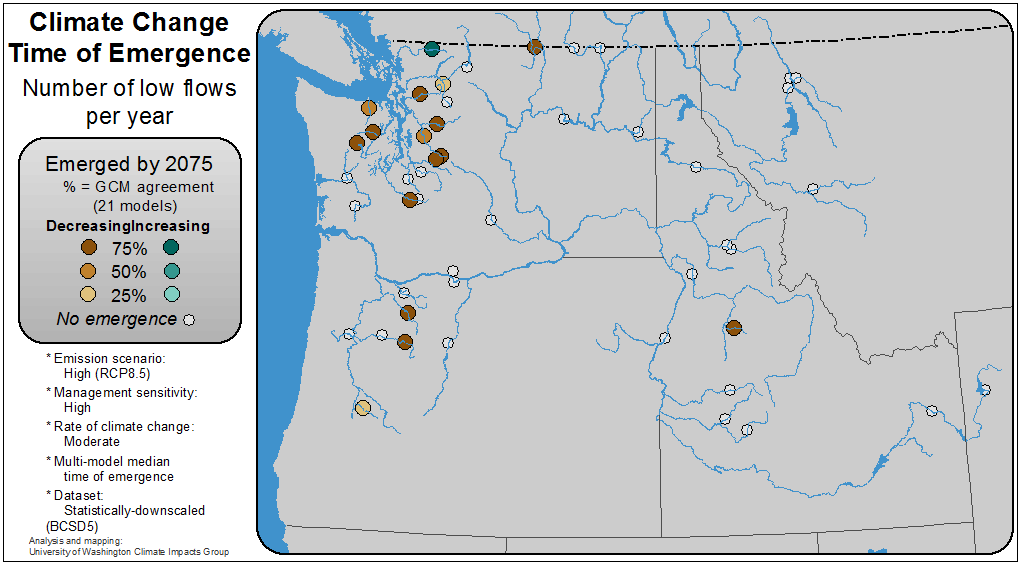 Climate Change
Time of Emergence
Number of low flows
per year
Emerged by 2075
% = GCM agreement
(21 models)
DecreasingIncreasing
75%
50%
25%
No emergence
* Emission scenario:
High (RCP8.5)
* Management sensitivity:
High
* Rate of climate change:
Moderate
* Multi-model median
time of emergence
* Dataset:
Statistically-downscaled
(BCSD5)
Analysis and mapping:
University of Washington Climate Impacts Group